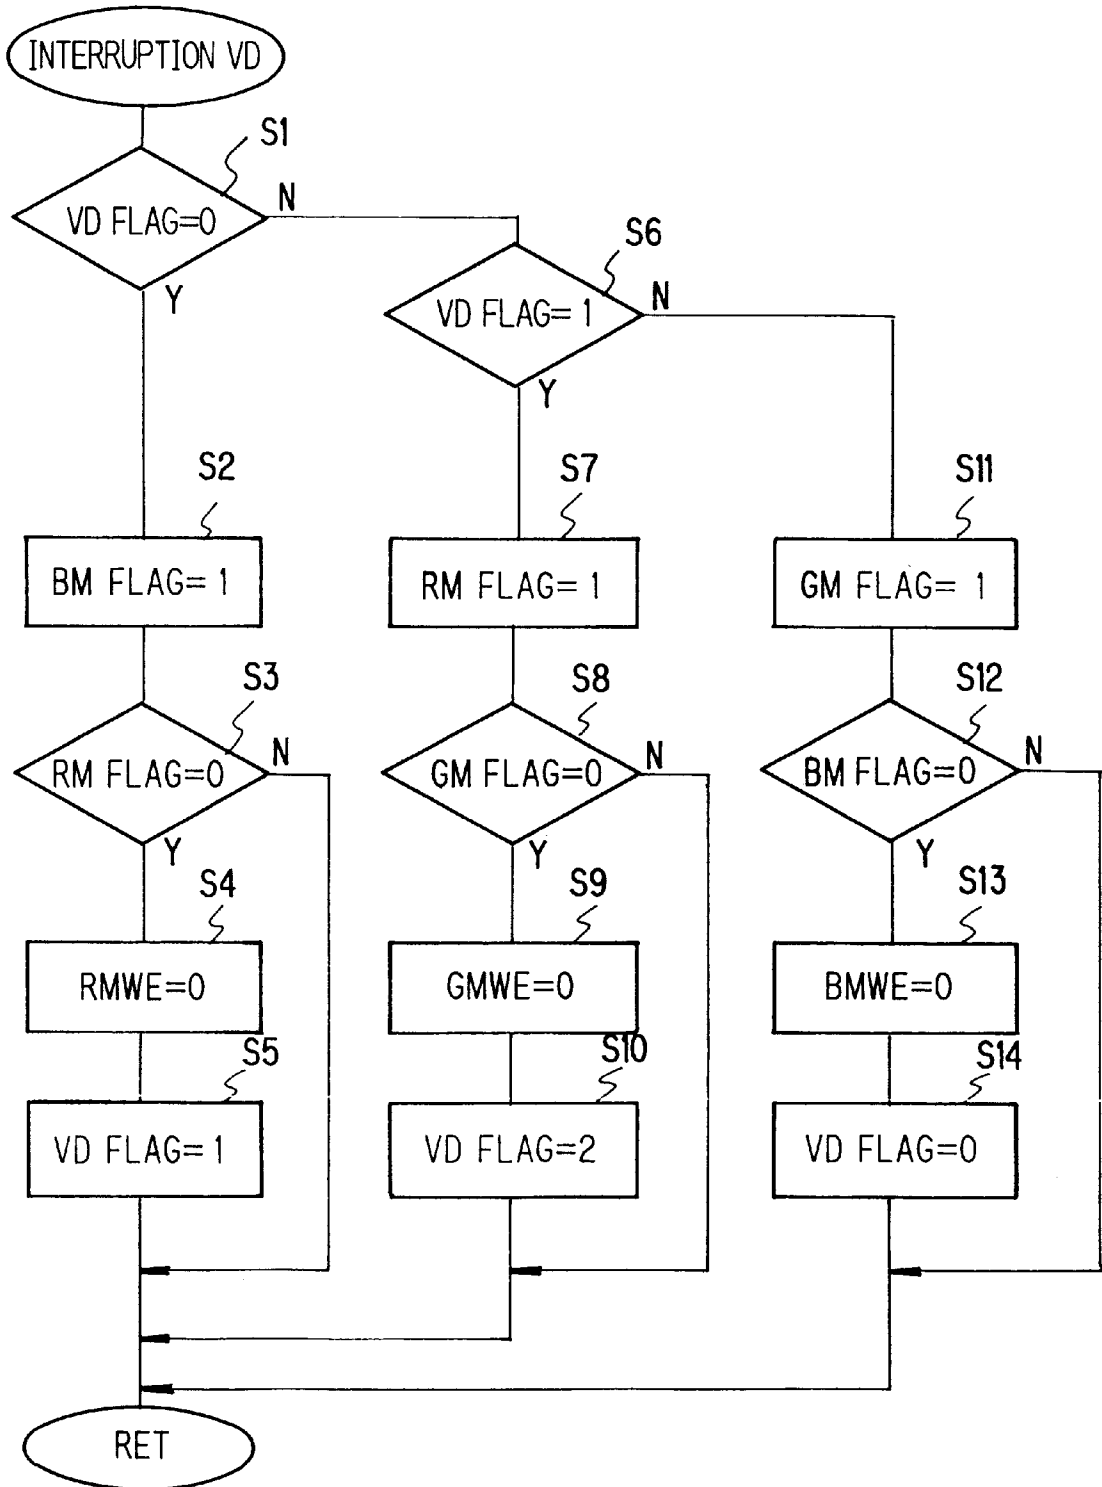 INTERRUPTION VD
S1
VD FLAG=0
N
Y
S6
VD FLAG= 1
N
Y
S2
BM FLAG= 1
S7
RM FLAG= 1
S11
GM FLAG= 1
S3
RM FLAG=0
N
Y
S8
GM FLAG=0
N
Y
S12
BM FLAG=0
N
Y
S4
RMWE=0
S9
GMWE=0
S13
BMWE=0
S5
VD FLAG= 1
S10
VD FLAG=2
S14
VD FLAG=0
RET